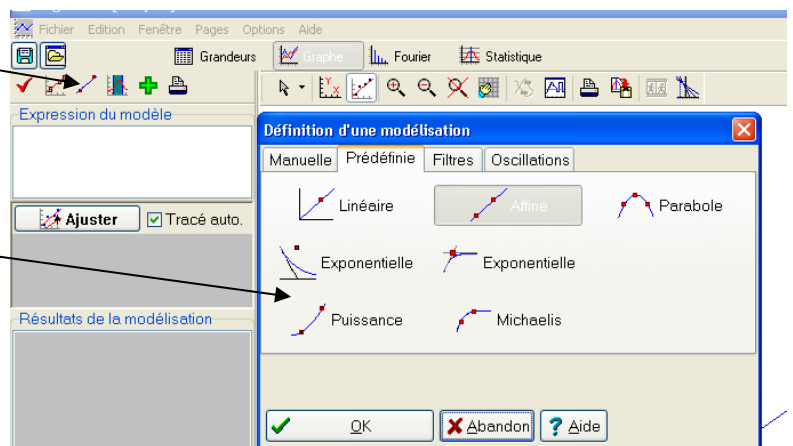 Fichier Edition Fenêtre Pages Options Aide
Grandeurs Graphe Fourier Statistique
Expression du modèle
Ajuster Tracé auto.
Résultats de la modélisation
Définition d'une modélisation
Manuelle Prédéfinie Filtres Oscillations
Linéaire Affine Parabole
Exponentielle Exponentielle
Puissance Michaelis
OK Abandon Aide